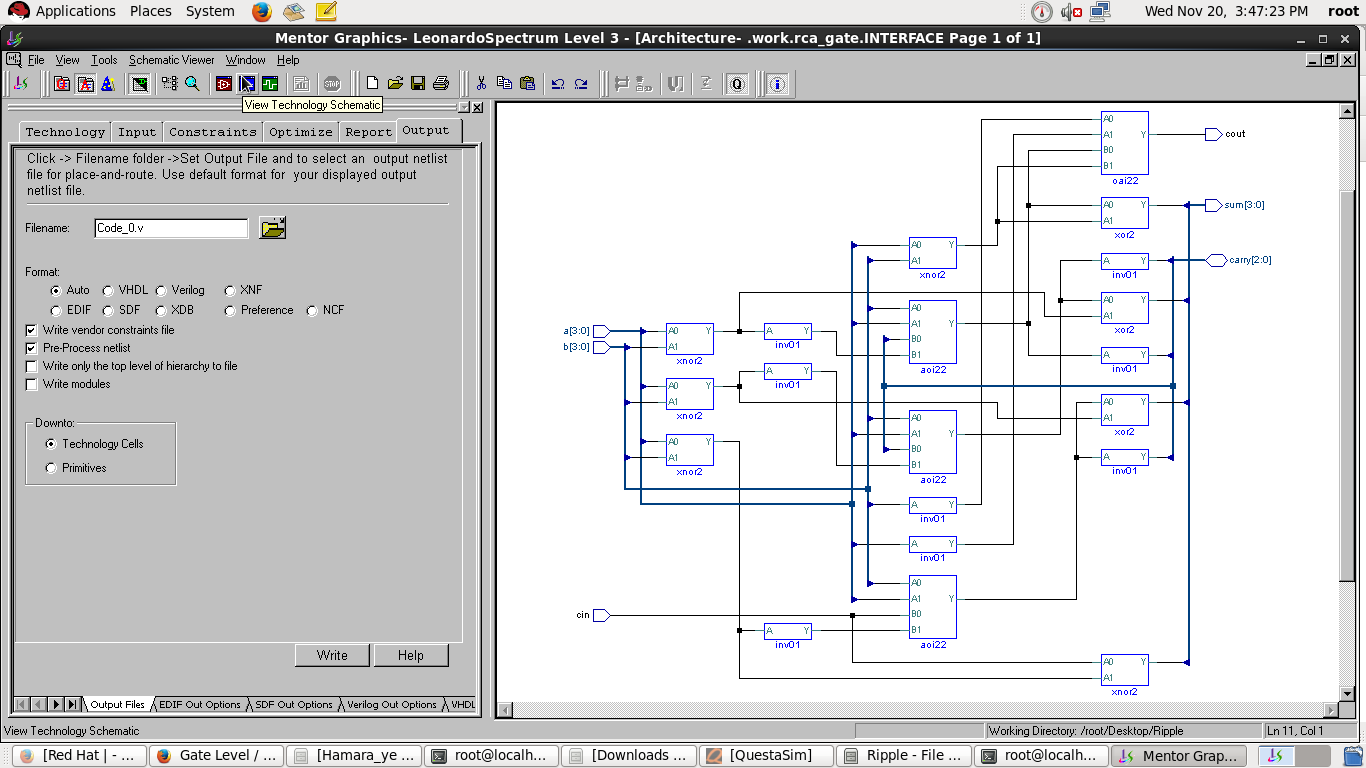 Applications Places System Wed Nov 20, 3:47:23 PM root
Mentor Graphics- LeonardoSpectrum Level 3 - [Architecture- .work.rca_gate.INTERFACE Page 1 of 1]
File View Tools Schematic Viewer Window Help
View Technology Schematic
Technology Input Constraints Optimize Report Output
Click -> Filename folder ->Set Output File and to select an output netlist
file for place-and-route. Use default format for your displayed output
netlist file.
Filename: Code_0.v
Format:
Auto VHDL Verilog XNF
EDIF SDF XDB Preference NCF
Write vendor constraints file
Pre-Process netlist
Write only the top level of hierarchy to file
Write modules
Downto:
Technology Cells
Primitives
Write Help
Output Files EDIF Out Options SDF Out Options Verilog Out Options VHDL
A0
A1 Y cout
B0
B1
oai22
A0 Y sum[3:0]
A1
xor2
A0 Y
A1
xnor2
A Y carry[2:0]
inv01
A0
A1 Y
B0
B1
aoi22
A0 Y
A1
xor2
a[3:0] A0 Y
b[3:0] A1
xnor2
A Y
inv01
A Y
inv01
A Y
inv01
A0 Y
A1
xnor2
A0 Y
A1
xor2
A0
A1 Y
B0
B1
aoi22
A0 Y
A1
xnor2
A Y
inv01
A Y
inv01
A Y
inv01
A0
A1 Y
B0
B1
aoi22
cin
A Y
inv01
A0 Y
A1
xnor2
View Technology Schematic Working Directory: /root/Desktop/Ripple Ln 11, Col 1
[Red Hat | - ... Gate Level / ... [Hamara_ye ... root@localh... [Downloads ... [QuestaSim] Ripple - File ... root@localh... Mentor Grap...